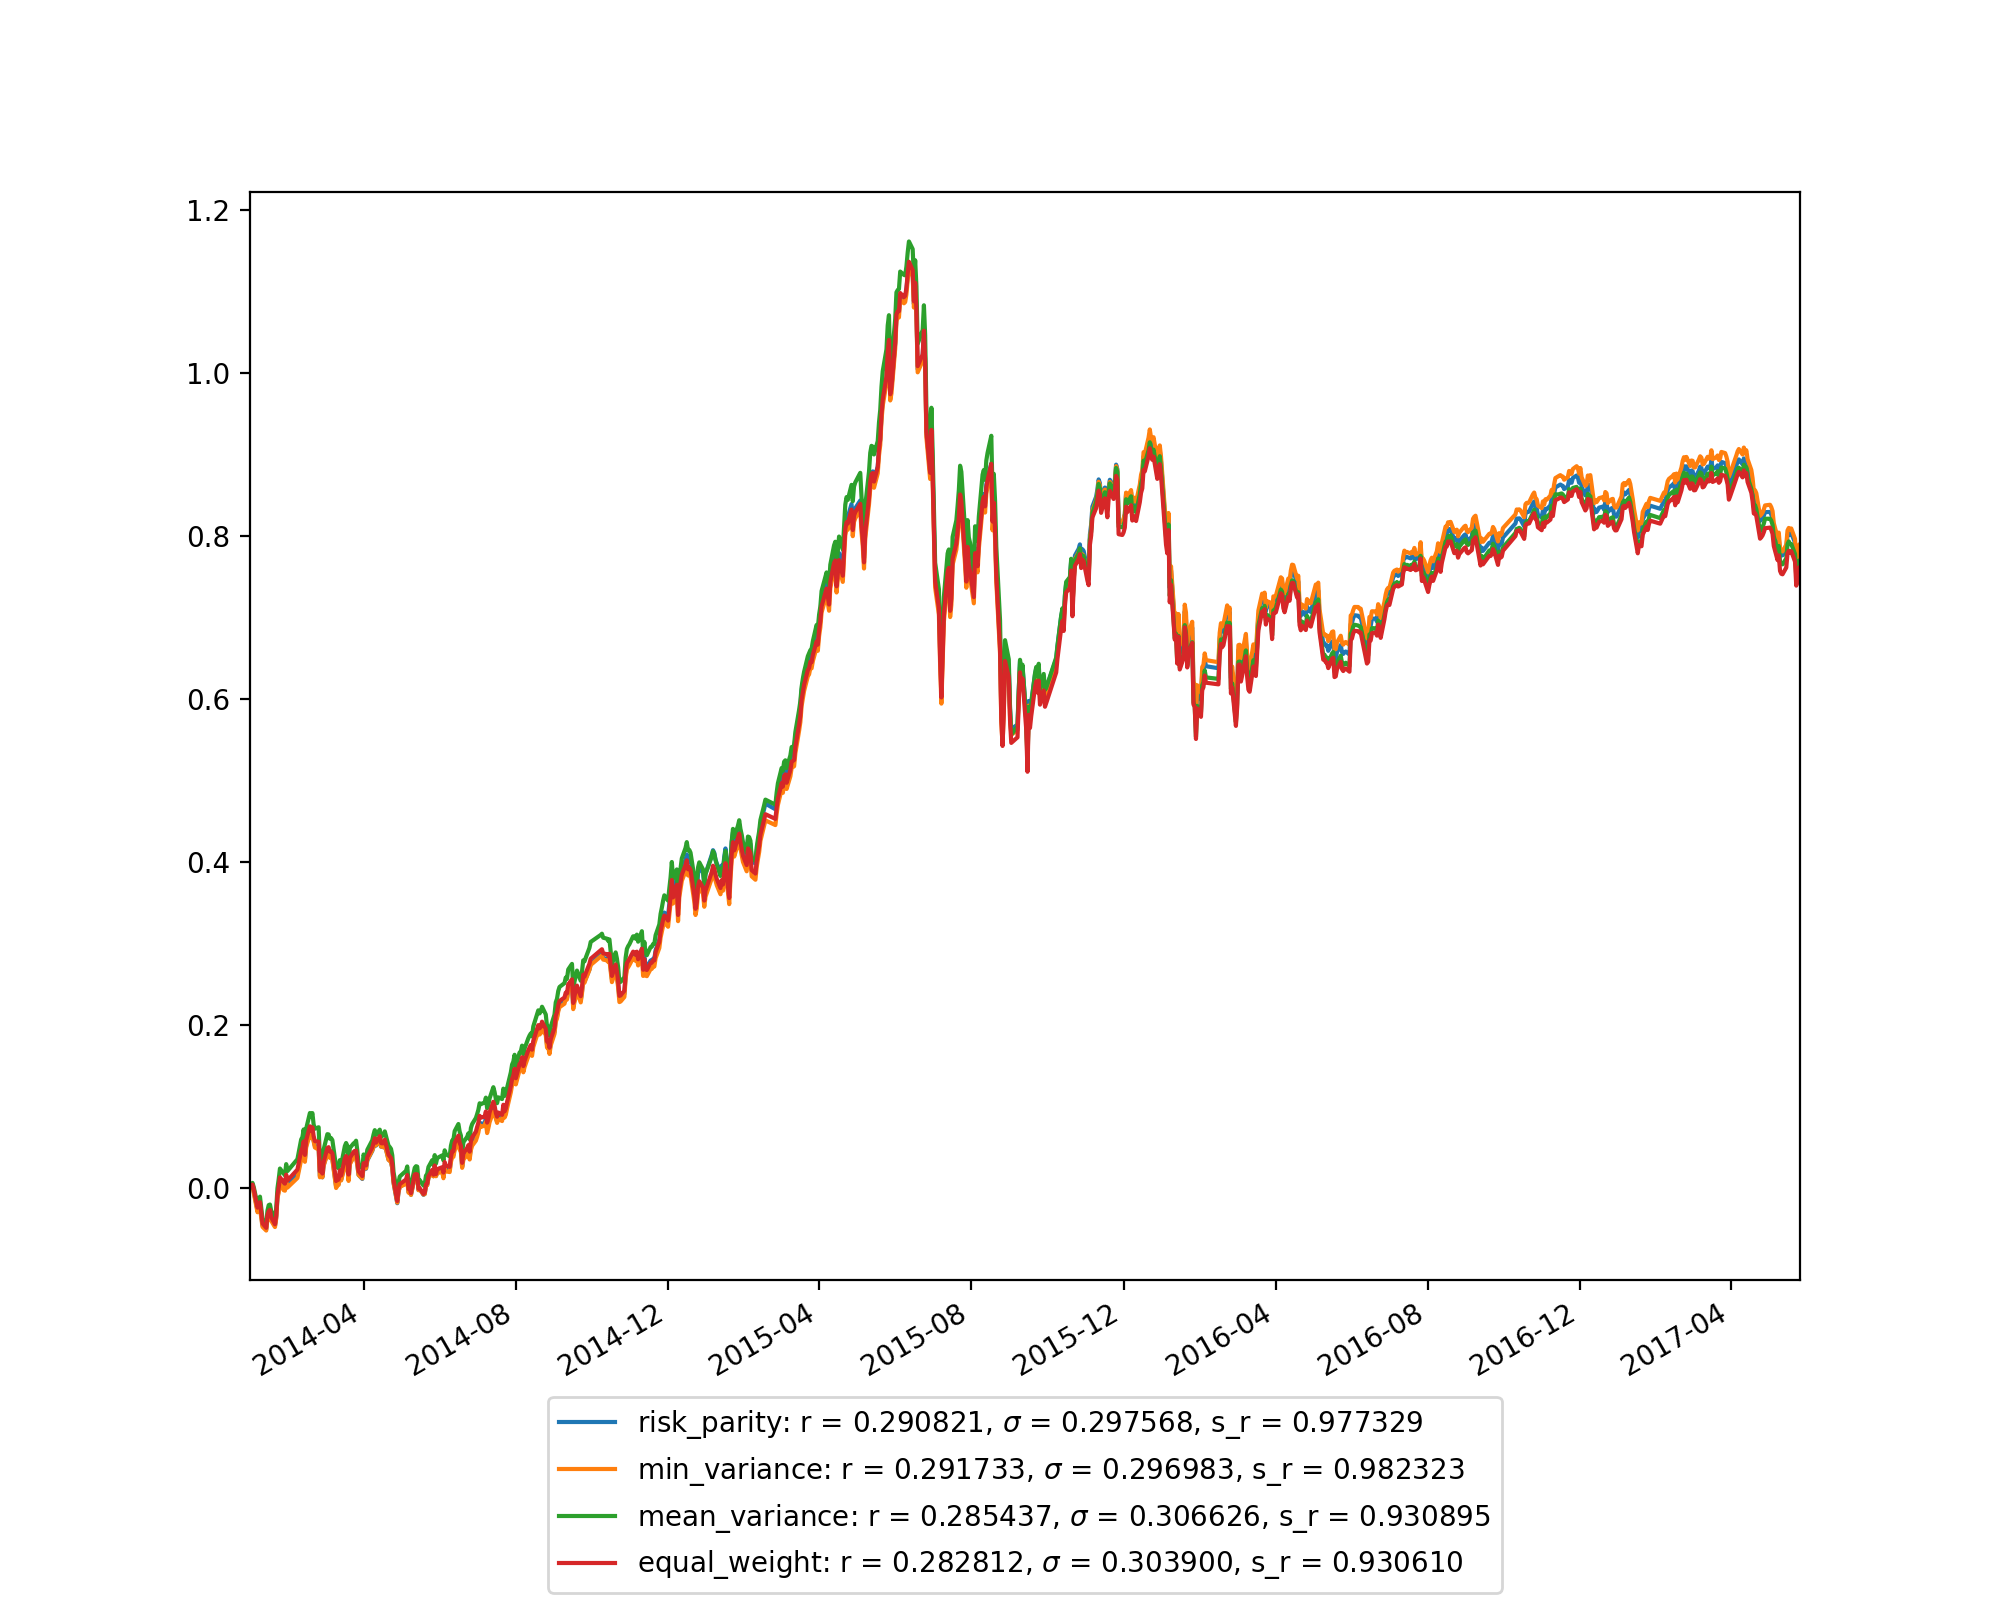 1.2
1.0
0.8
0.6
0.4
0.2
0.0
2014-04 2014-08 2014-12 2015-04 2015-08 2015-12 2016-04 2016-08 2016-12 2017-04
risk_parity: r = 0.290821, σ = 0.297568, s_r = 0.977329
min_variance: r = 0.291733, σ = 0.296983, s_r = 0.982323
mean_variance: r = 0.285437, σ = 0.306626, s_r = 0.930895
equal_weight: r = 0.282812, σ = 0.303900, s_r = 0.930610